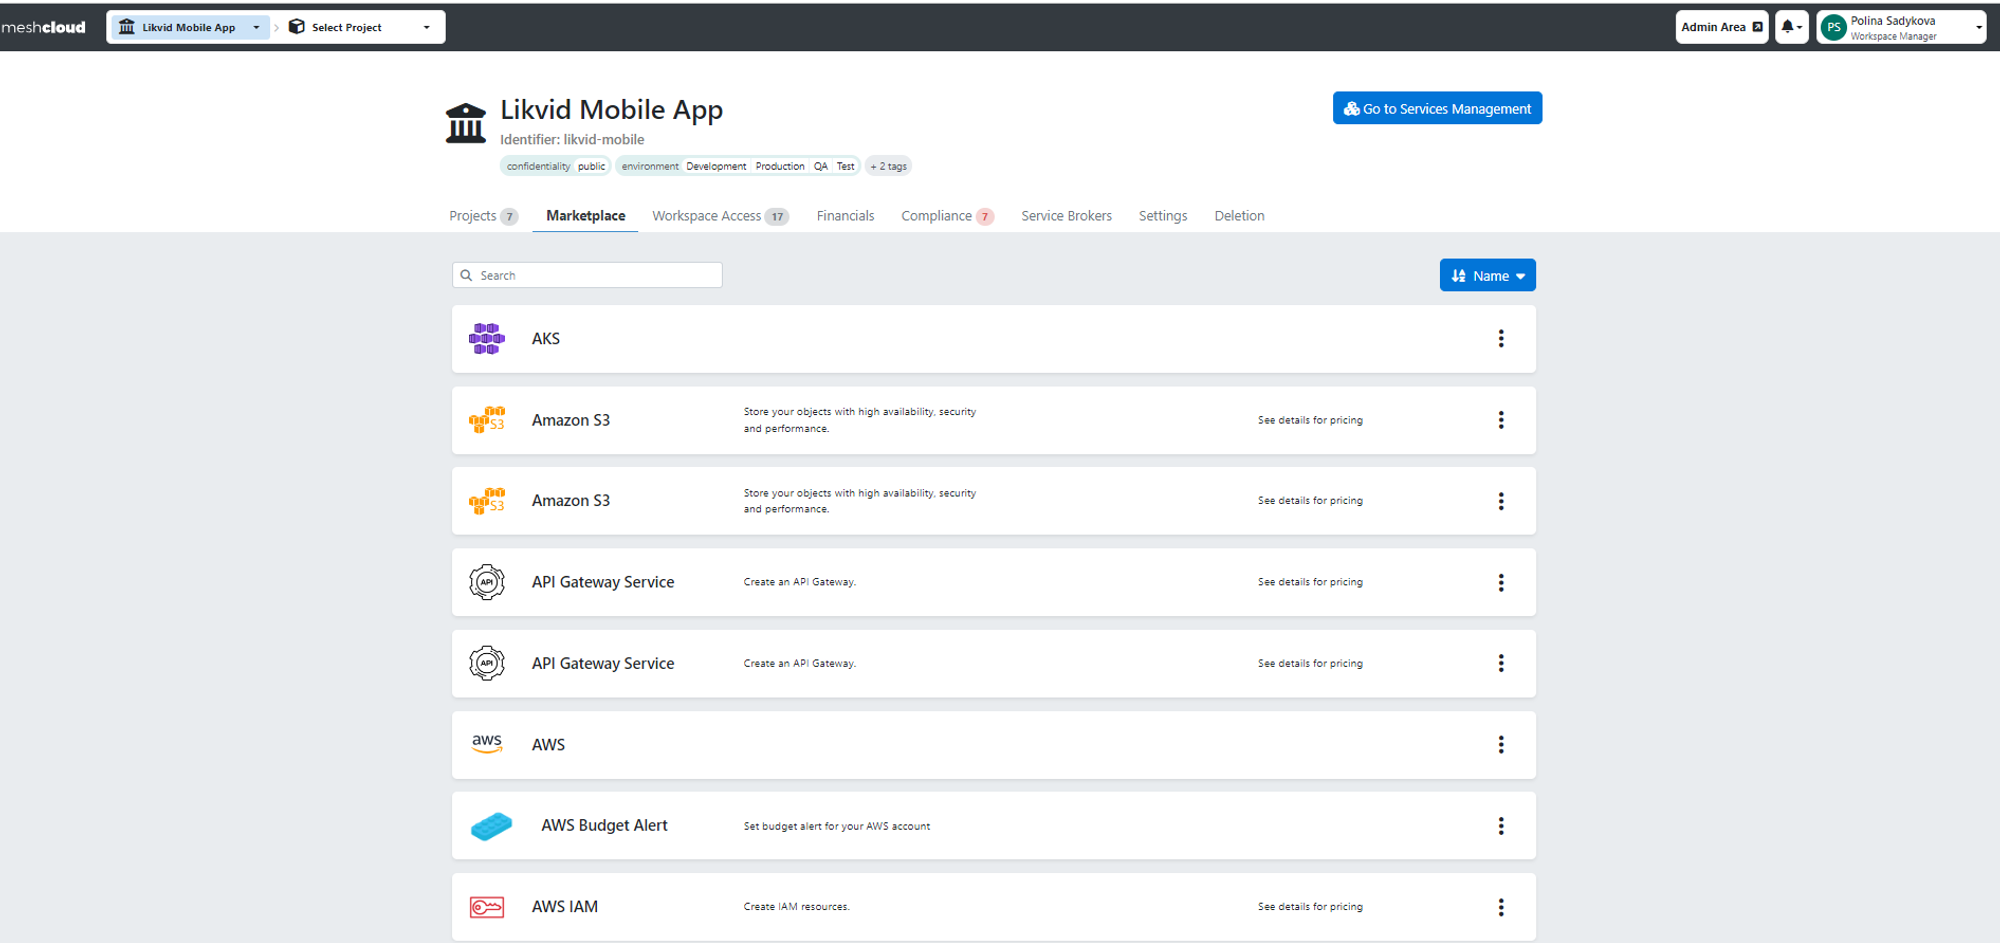 meshcloud
Likvid Mobile App
Select Project
Admin Area
PS
Polina Sadykova
Workspace Manager
Likvid Mobile App
Identifier: likvid-mobile
confidentiality public
environment Development Production QA Test
+ 2 tags
Go to Services Management
Projects 7
Marketplace
Workspace Access 17
Financials
Compliance 7
Service Brokers
Settings
Deletion
Search
Name
AKS
S3
Amazon S3
Store your objects with high availability, security
and performance.
See details for pricing
S3
Amazon S3
Store your objects with high availability, security
and performance.
See details for pricing
API
API Gateway Service
Create an API Gateway.
See details for pricing
API
API Gateway Service
Create an API Gateway.
See details for pricing
aws
AWS
AWS Budget Alert
Set budget alert for your AWS account
AWS IAM
Create IAM resources.
See details for pricing